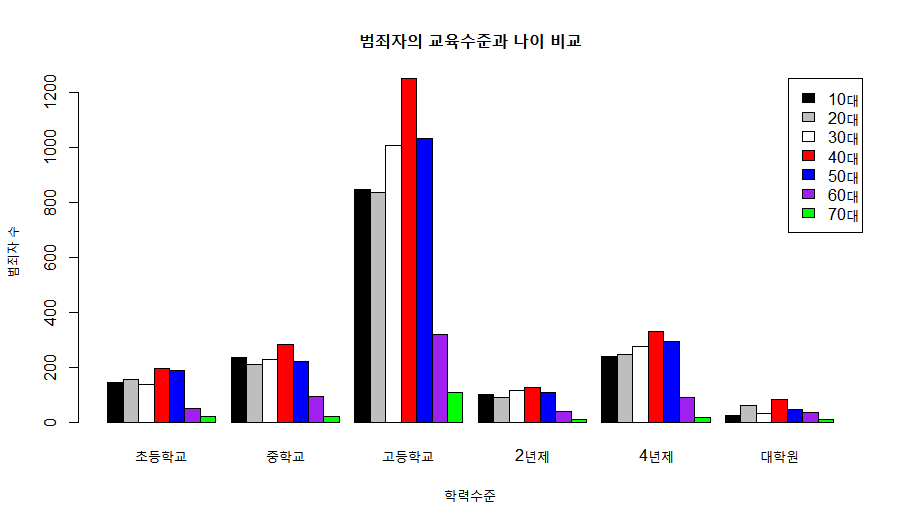 범죄자의 교육수준과 나이 비교
10대
20대
30대
40대
50대
60대
70대
범죄자 수
1200
1000
800
600
400
200
0
초등학교 중학교 고등학교 2년제 4년제 대학원
학력수준